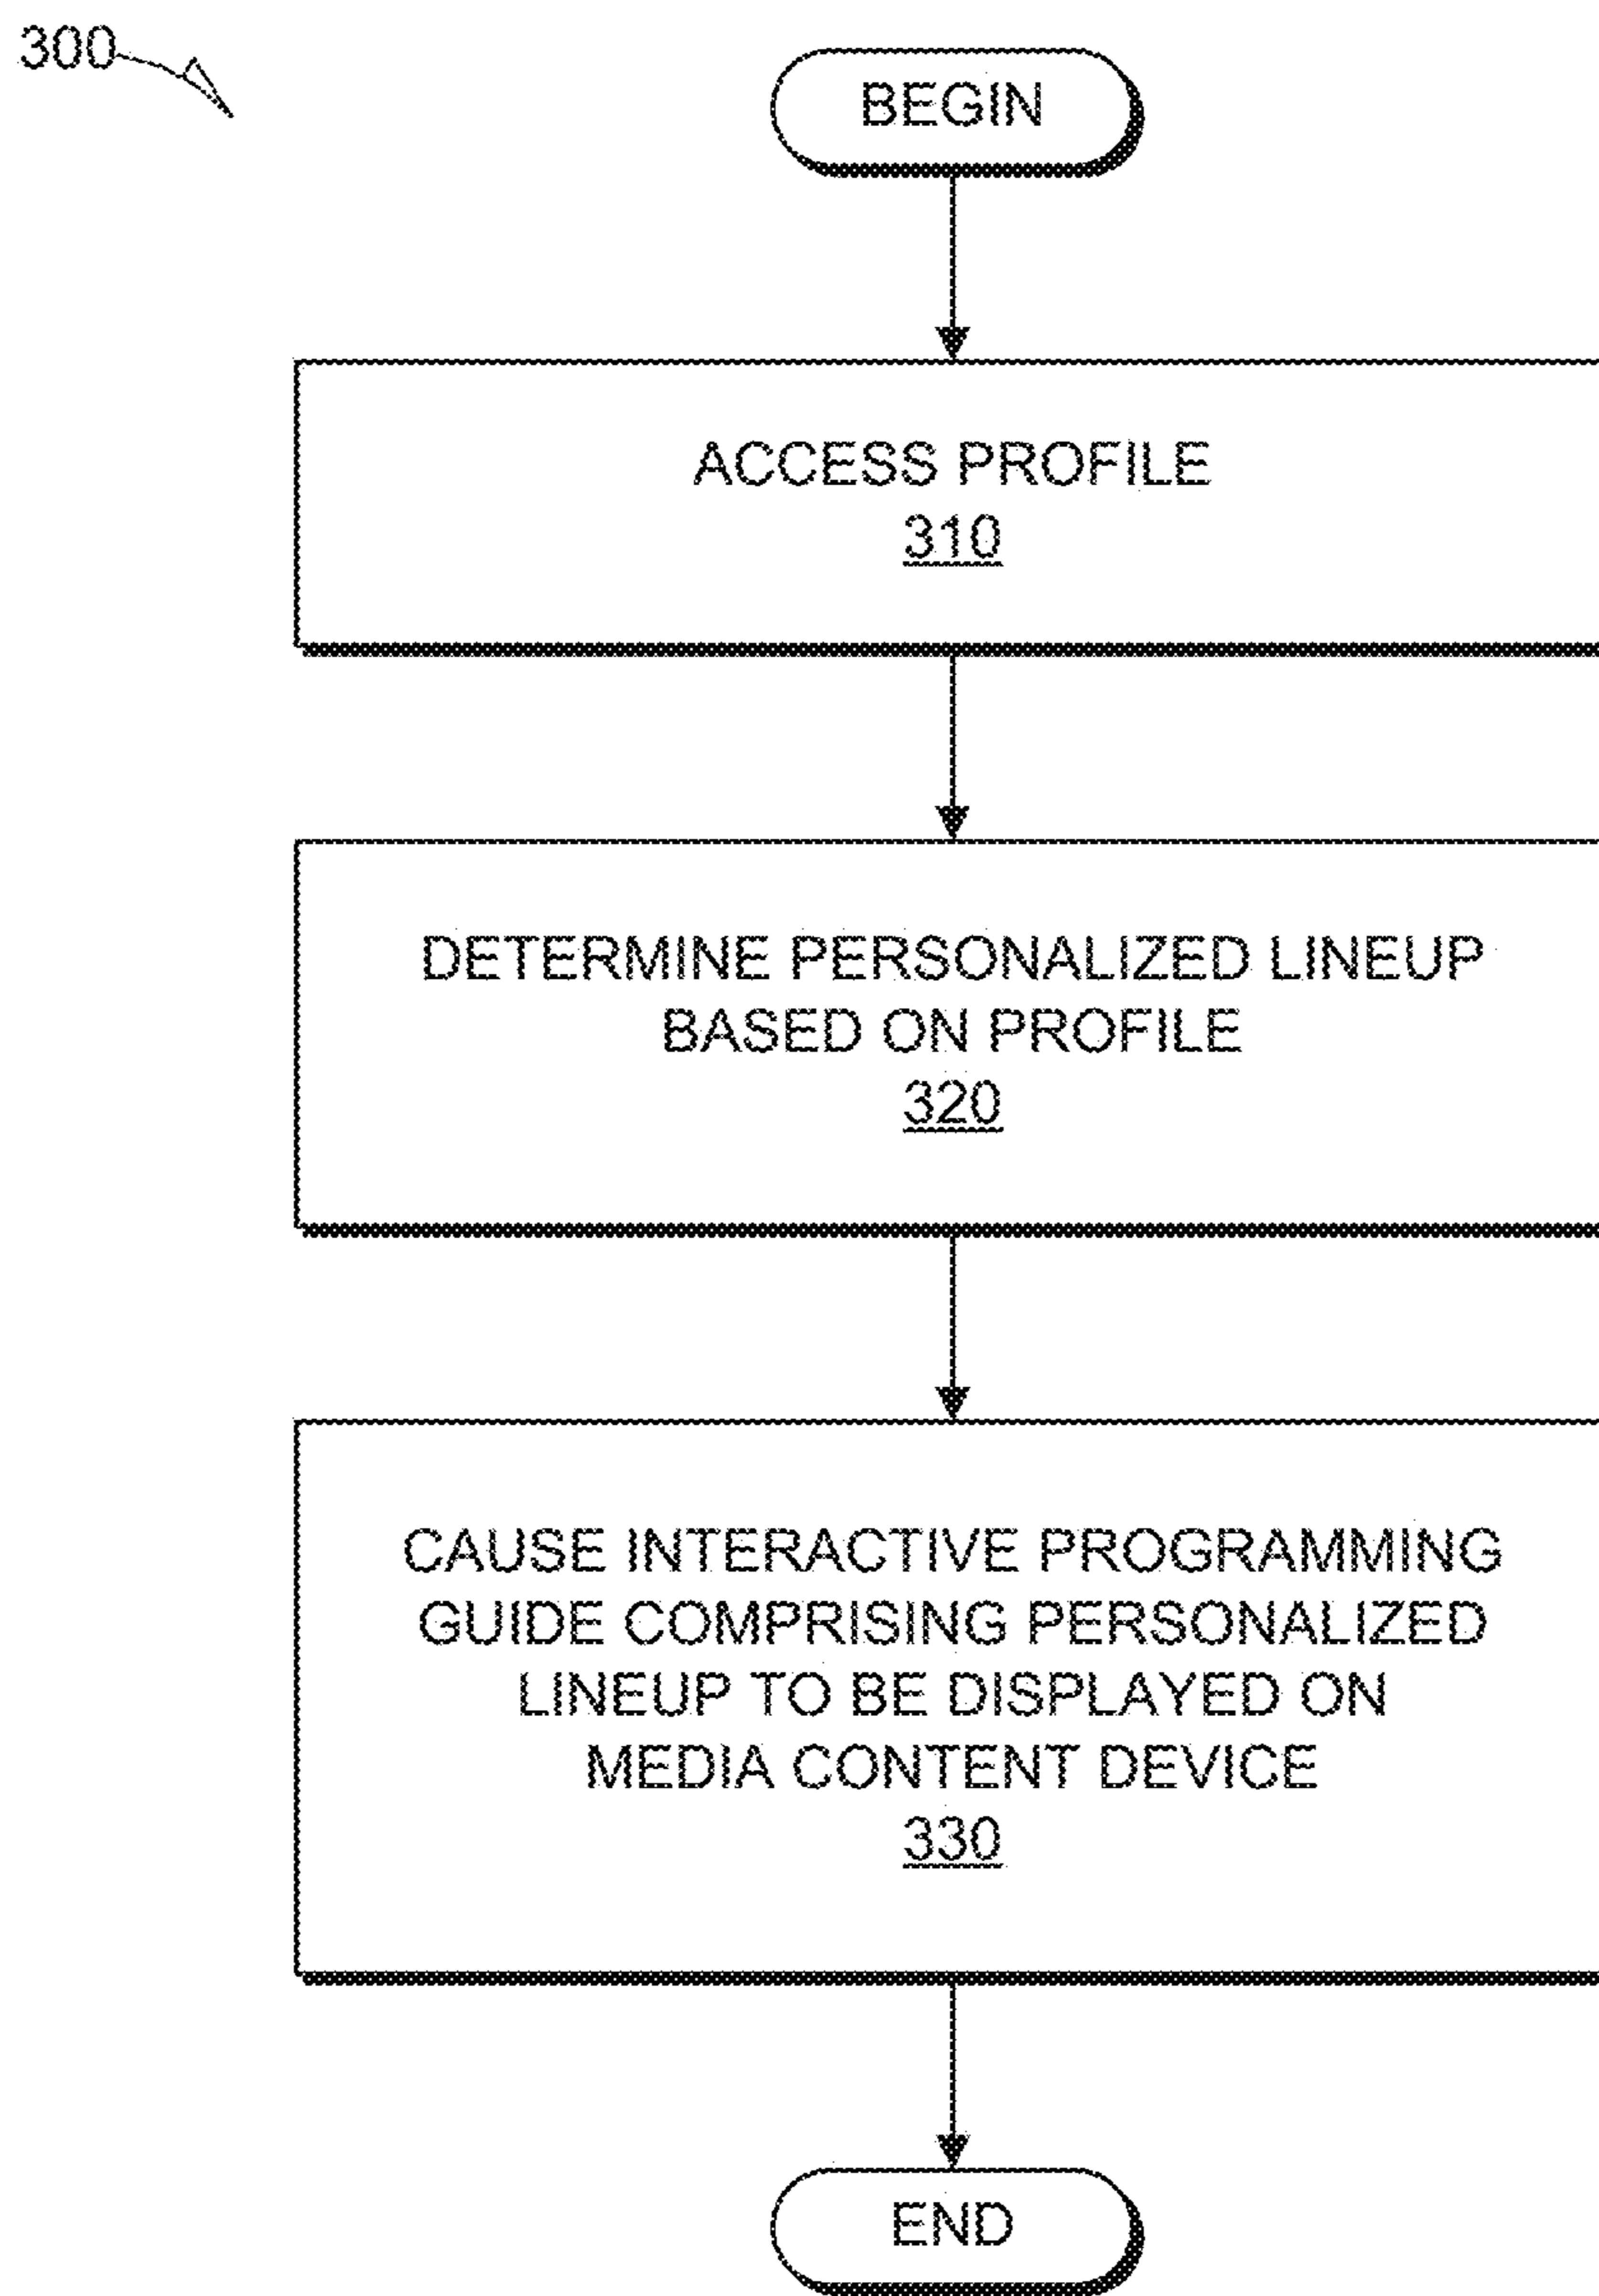 300
BEGIN
ACCESS PROFILE
310
DETERMINE PERSONALIZED LINEUP
BASED ON PROFILE
320
CAUSE INTERACTIVE PROGRAMMING
GUIDE COMPRISING PERSONALIZED
LINEUP TO BE DISPLAYED ON
MEDIA CONTENT DEVICE
330
END